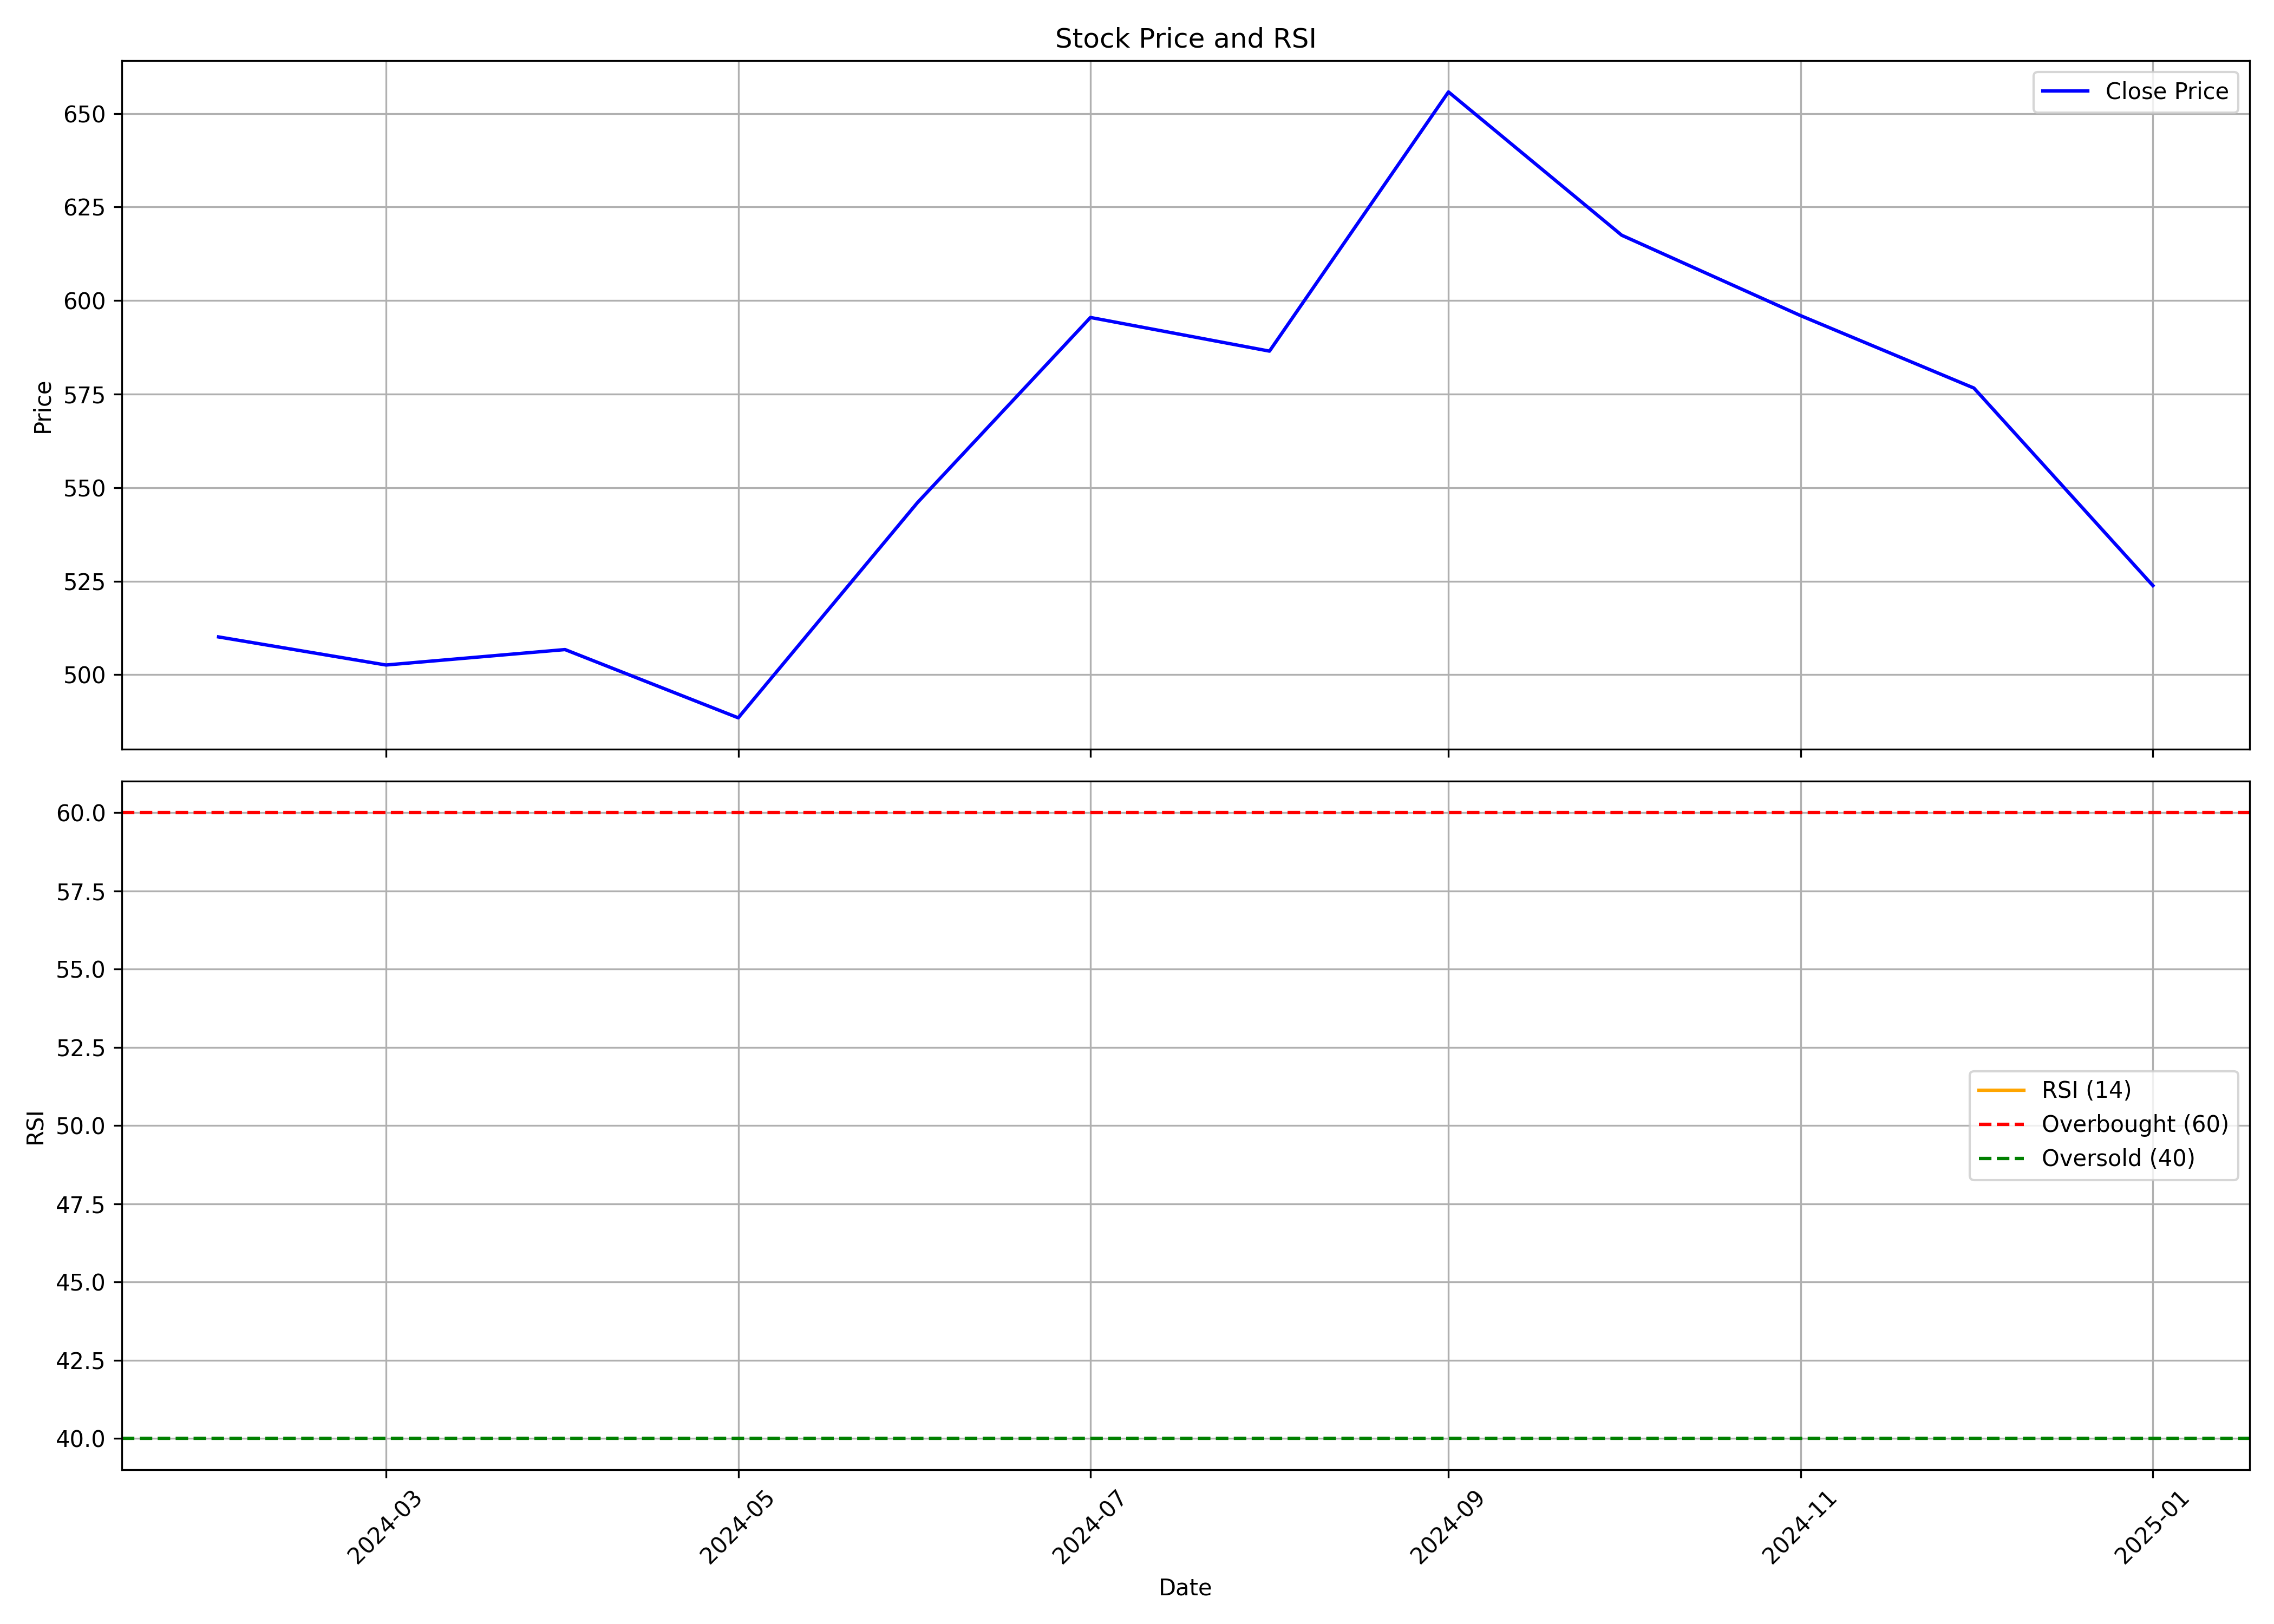 Stock Price and RSI
Close Price
650
625
600
575
550
525
500
Price
60.0
57.5
55.0
52.5
50.0
47.5
45.0
42.5
40.0
RSI
RSI (14)
Overbought (60)
Oversold (40)
2024-03
2024-05
2024-07
2024-09
2024-11
2025-01
Date